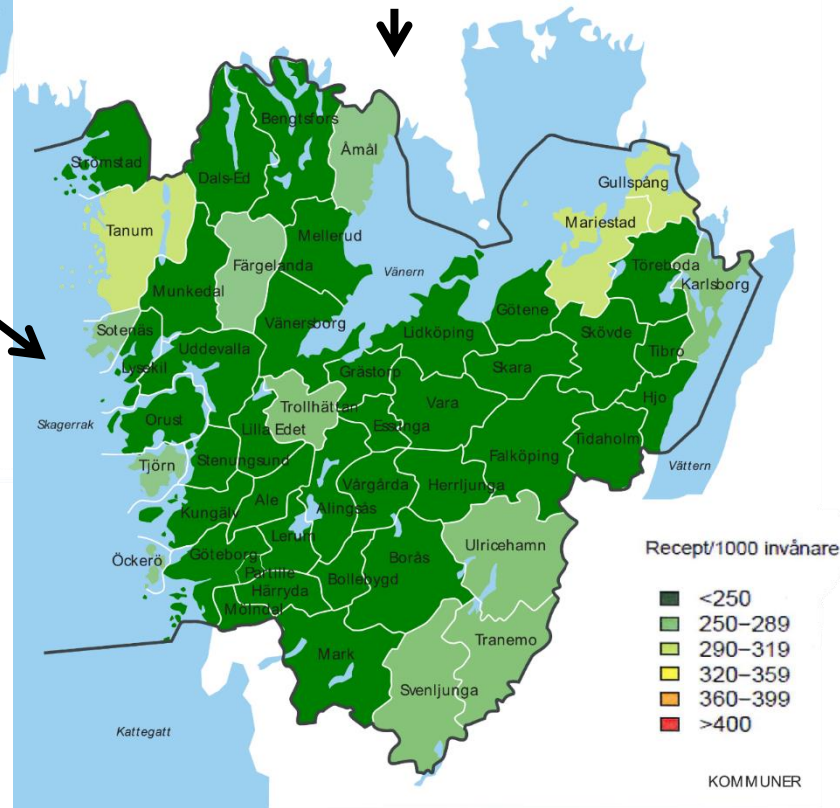 Bengtsfors
Åmål
Strömstad
Dals-Ed
Gullspång
Mariestad
Tanum
Mellerud
Färgelanda
Vänern
Töreboda
Karlsborg
Munkedal
Götene
Vänersborg
Sotenäs
Lidköping
Skövde
Uddevalla
Tibro
Lysekil
Grästorp
Skara
Hjo
Vara
Trollhättan
Orust
Skagerrak
Essunga
Lilla Edet
Tidaholm
Falköping
Tjörn
Stenungsund
Vättern
Vårgårda
Herrljunga
Ale
Alingsås
Kungälv
Lerum
Ulricehamn
Öckerö
Göteborg
Borås
Partille
Bollebygd
Härryda
Mölndal
Tranemo
Mark
Svenljunga
Kattegatt
Recept/1000 invånare
<250
250–289
290–319
320–359
360–399
>400
KOMMUNER